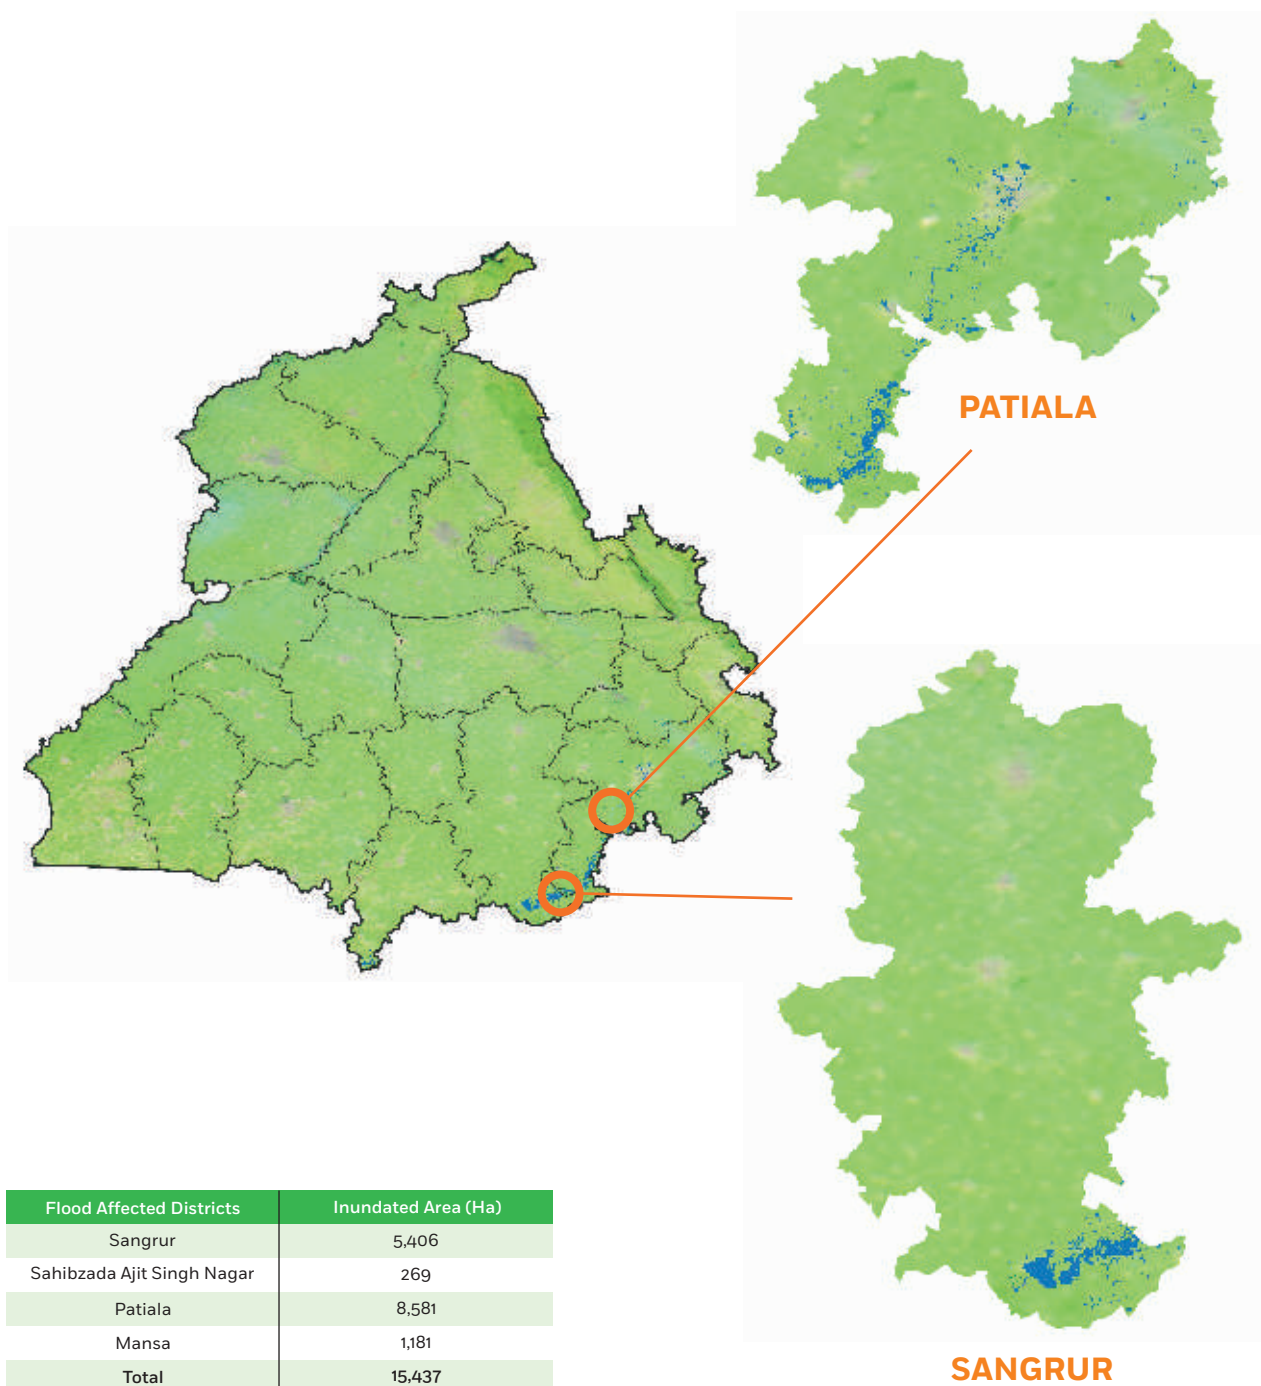 PATIALA
SANGRUR
Flood Affected Districts Inundated Area (Ha)
Sangrur 5,406
Sahibzada Ajit Singh Nagar 269
Patiala 8,581
Mansa 1,181
Total 15,437